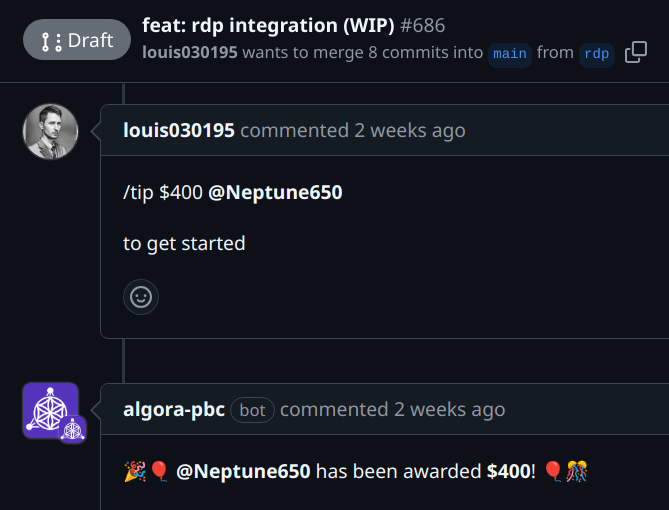 Draft
feat: rdp integration (WIP) #686
louis030195 wants to merge 8 commits into main from rdp
louis030195 commented 2 weeks ago
/tip $400 @Neptune650
to get started
algora-pbc bot commented 2 weeks ago
🎉🎈 @Neptune650 has been awarded $400! 🎈🎊